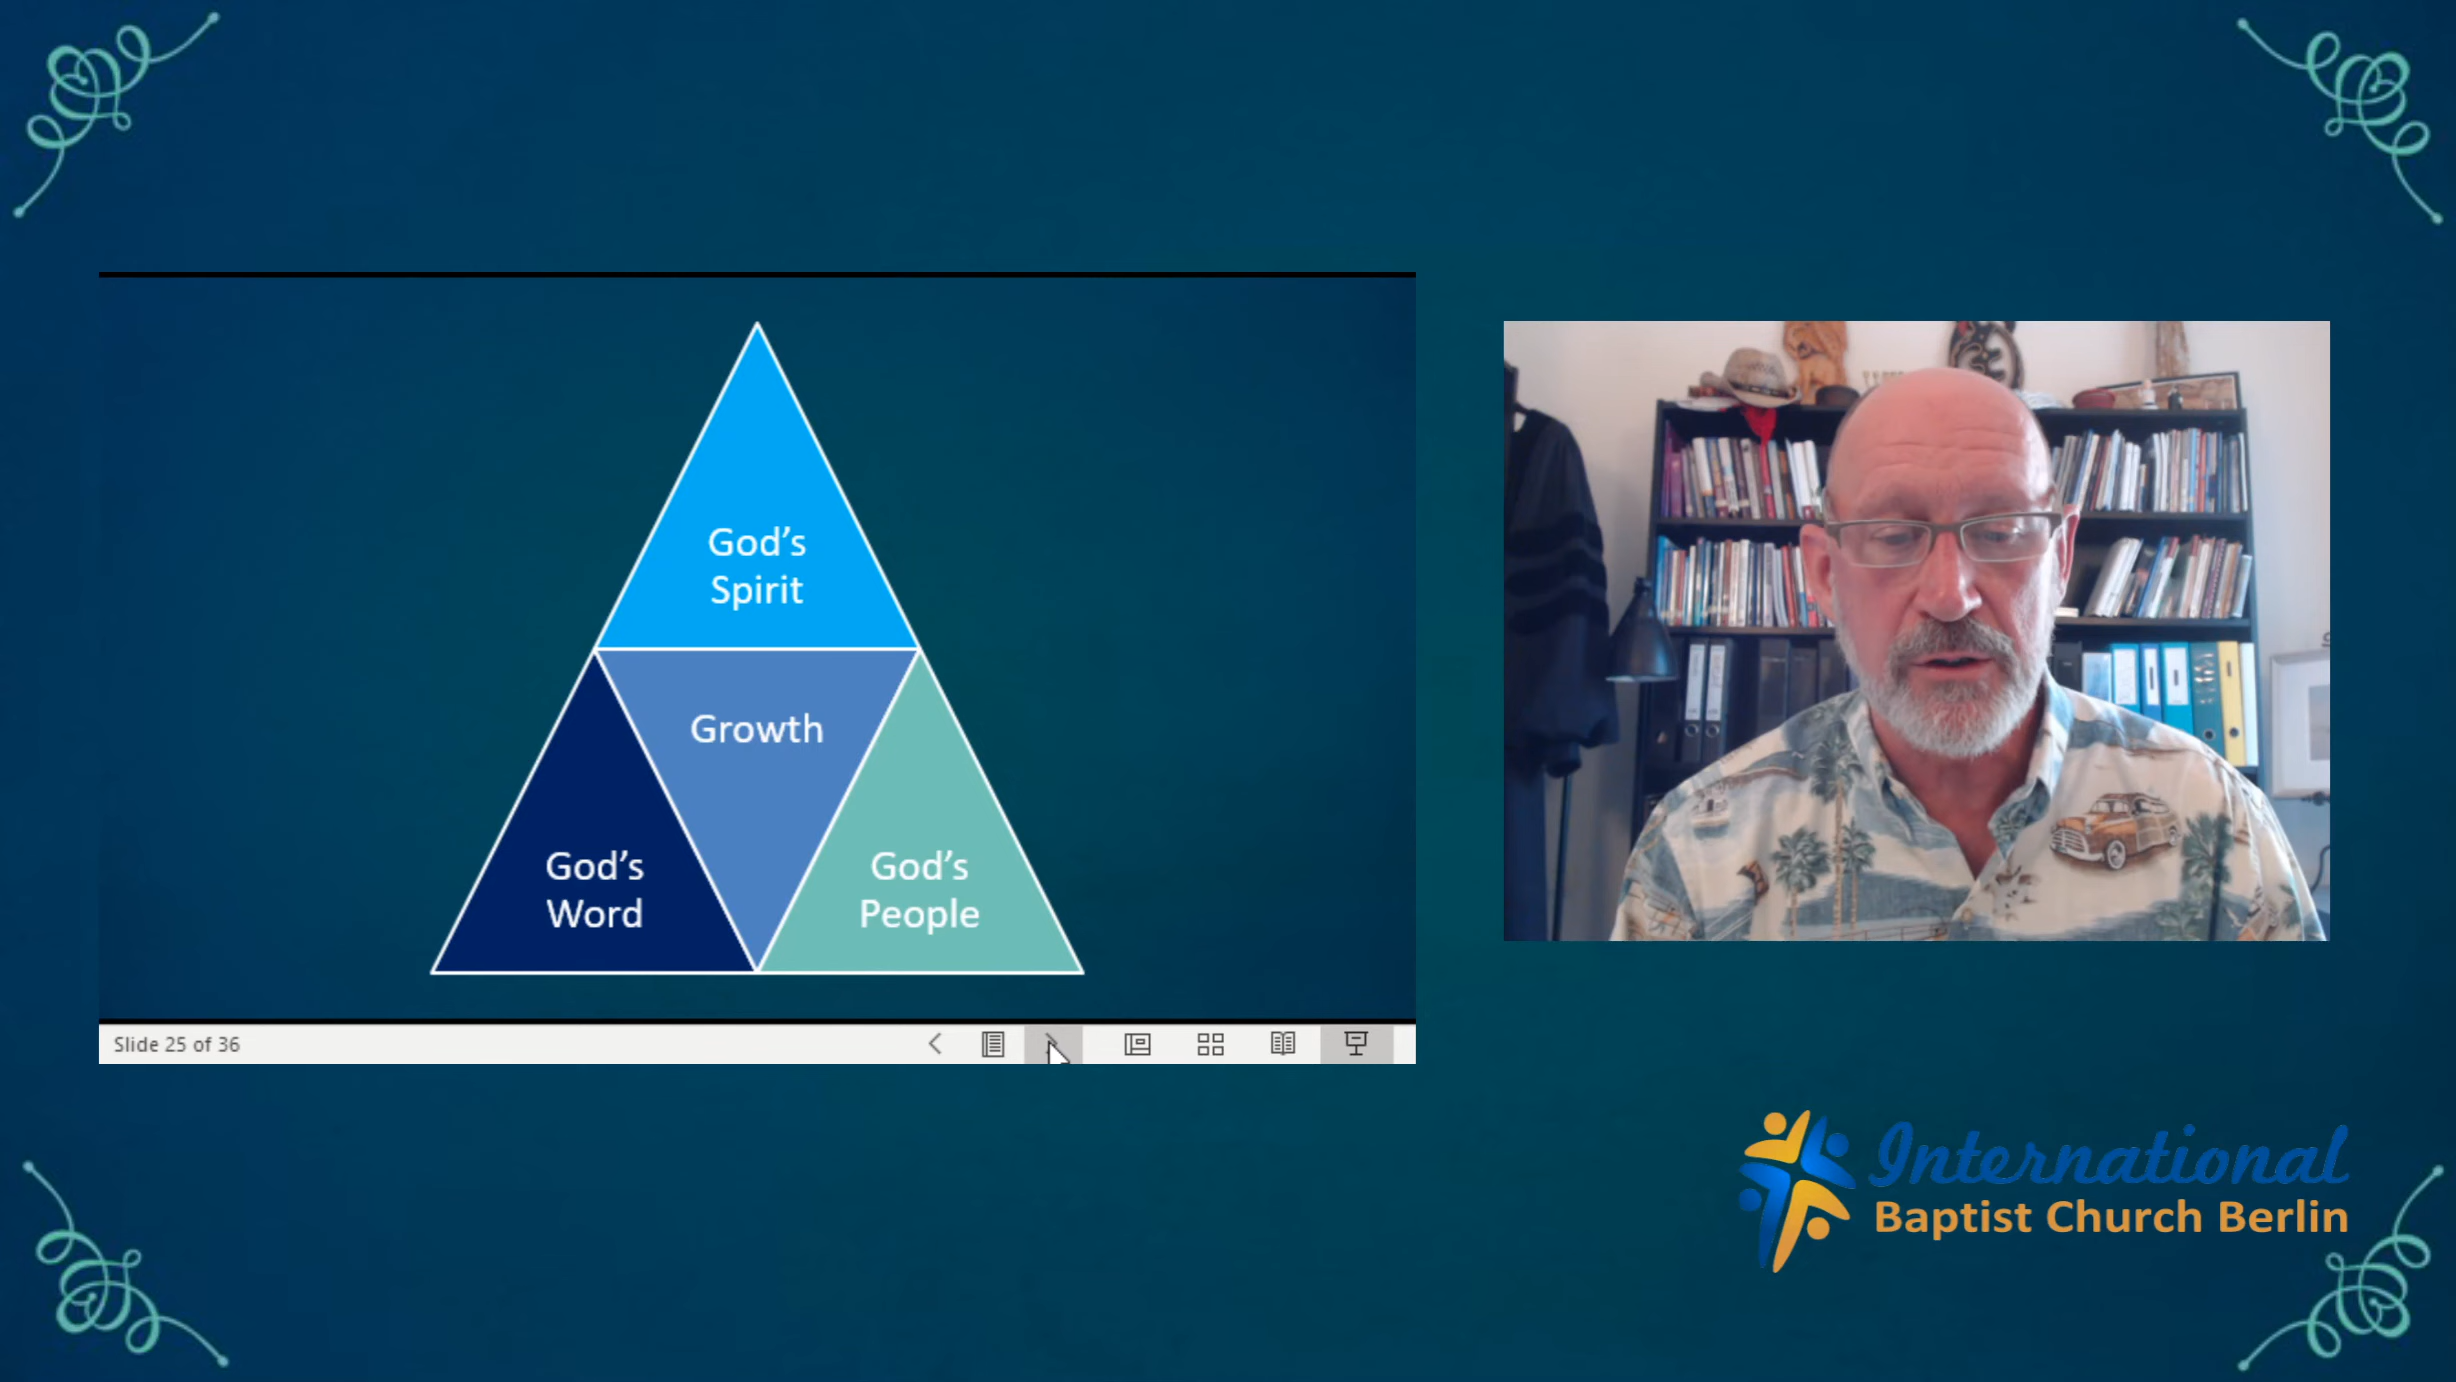 God's
Spirit
Growth
God's
Word
God's
People
Slide 25 of 36
International
Baptist Church Berlin